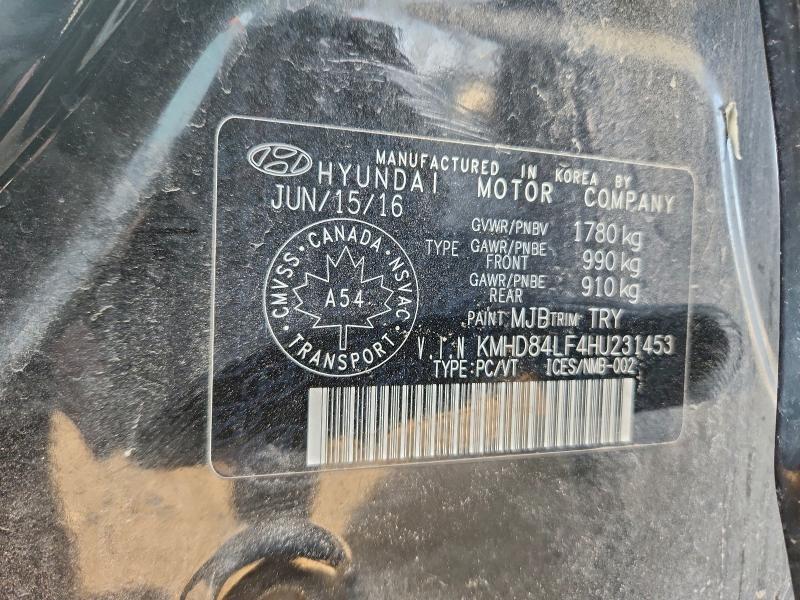 MANUFACTURED IN KOREA BY
HYUNDAI MOTOR COMPANY
JUN/15/16
GVWR/PNBV 1780 kg
TYPE GAWR/PNBE FRONT 990 kg
GAWR/PNBE REAR 910 kg
PAINT MJB TRIM TRY
V.I.N KMHD84LF4HU231453
TYPE:PC/VT ICES/NMB-002
CANADA
CMVSS · NSVAC
A54
TRANSPORT